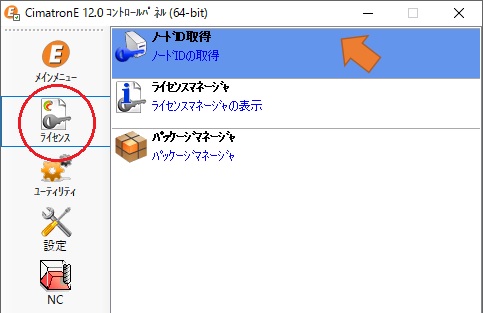 CimatronE 12.0 ｺﾝﾄﾛｰﾙﾊﾟﾈﾙ (64-bit)
メインメニュー
ライセンス
ユーティリティ
設定
NC
ノードID取得
ノードIDの取得
ライセンスマネージャ
ライセンスマネージャの表示
パッケージマネージャ
パッケージマネージャ